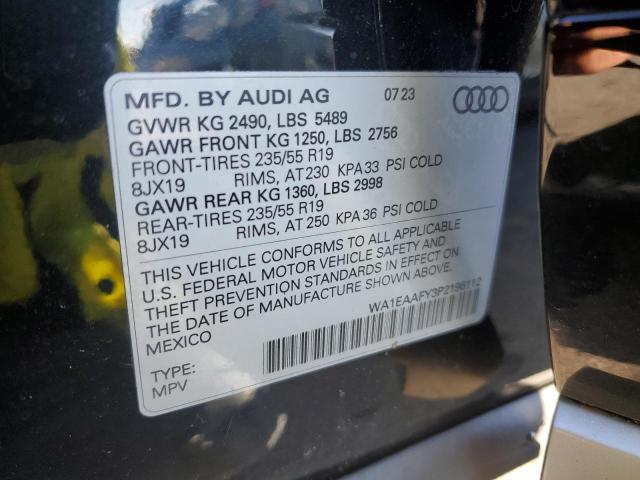 MFD. BY AUDI AG 07 23
GVWR KG 2490, LBS 5489
GAWR FRONT KG 1250, LBS 2756
FRONT-TIRES 235/55 R19
8JX19 RIMS, AT 230 KPA 33 PSI COLD
GAWR REAR KG 1360, LBS 2998
REAR-TIRES 235/55 R19
8JX19 RIMS, AT 250 KPA 36 PSI COLD
THIS VEHICLE CONFORMS TO ALL APPLICABLE
U.S. FEDERAL MOTOR VEHICLE SAFETY AND
THEFT PREVENTION STANDARDS IN EFFECT ON
THE DATE OF MANUFACTURE SHOWN ABOVE.
MEXICO
WA1EAAFY3P2196112
TYPE:
MPV